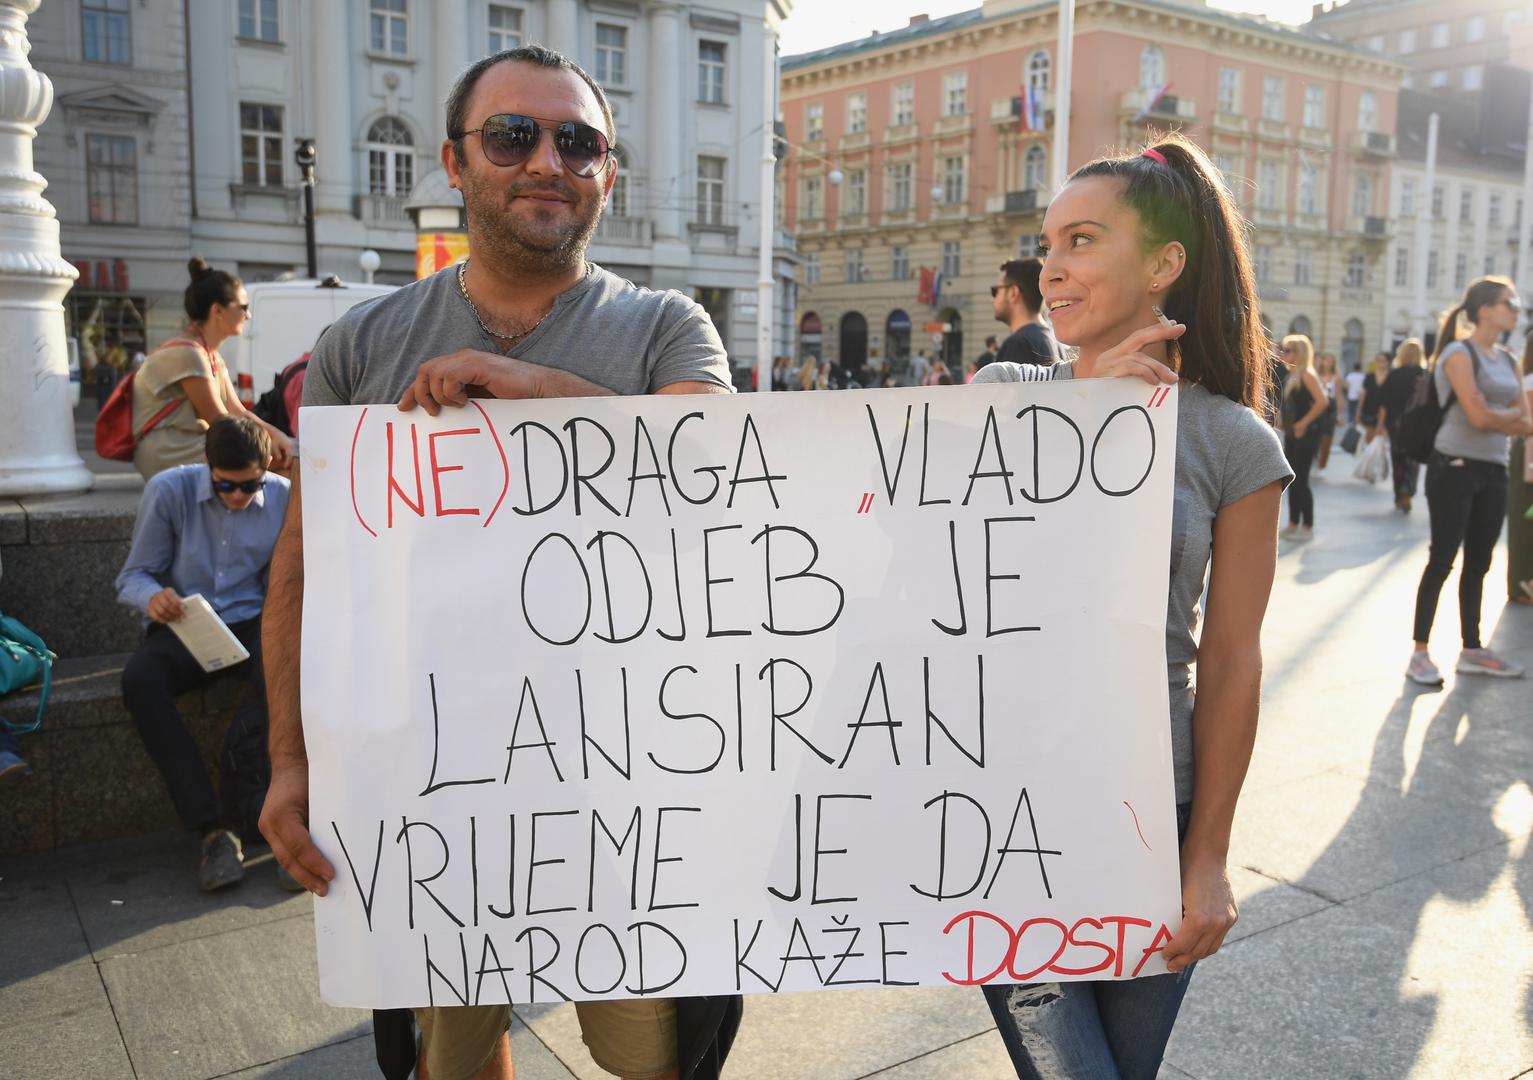 (NE)DRAGA „VLADO”
ODJEB JE
LANSIRAN
VRIJEME JE DA
NAROD KAŽE DOSTA